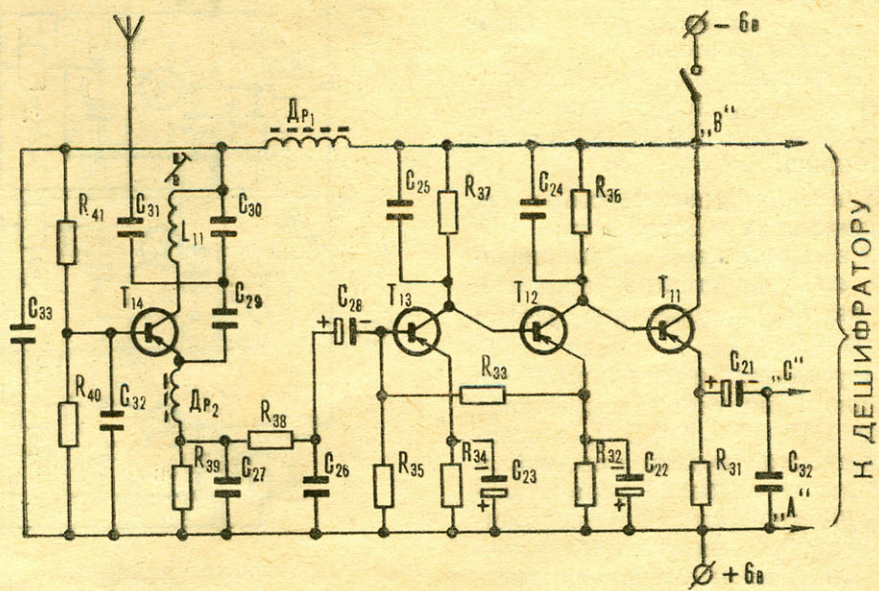 − 6в
Др₁
„В“
C₂₅
R₃₇
C₂₄
R₃₆
R₄₁
C₃₁
L₁₁
C₃₀
T₁₄
C₂₉
C₂₈
T₁₃
T₁₂
T₁₁
C₃₃
+ −
R₄₀
C₃₂
Др₂
R₃₈
R₃₃
C₂₁
+ −
„С“
R₃₉
C₂₇
C₂₆
R₃₅
R₃₄
−
C₂₃
+
R₃₂
−
C₂₂
+
R₃₁
C₃₂
„А“
+ 6в
К ДЕШИФРАТОРУ